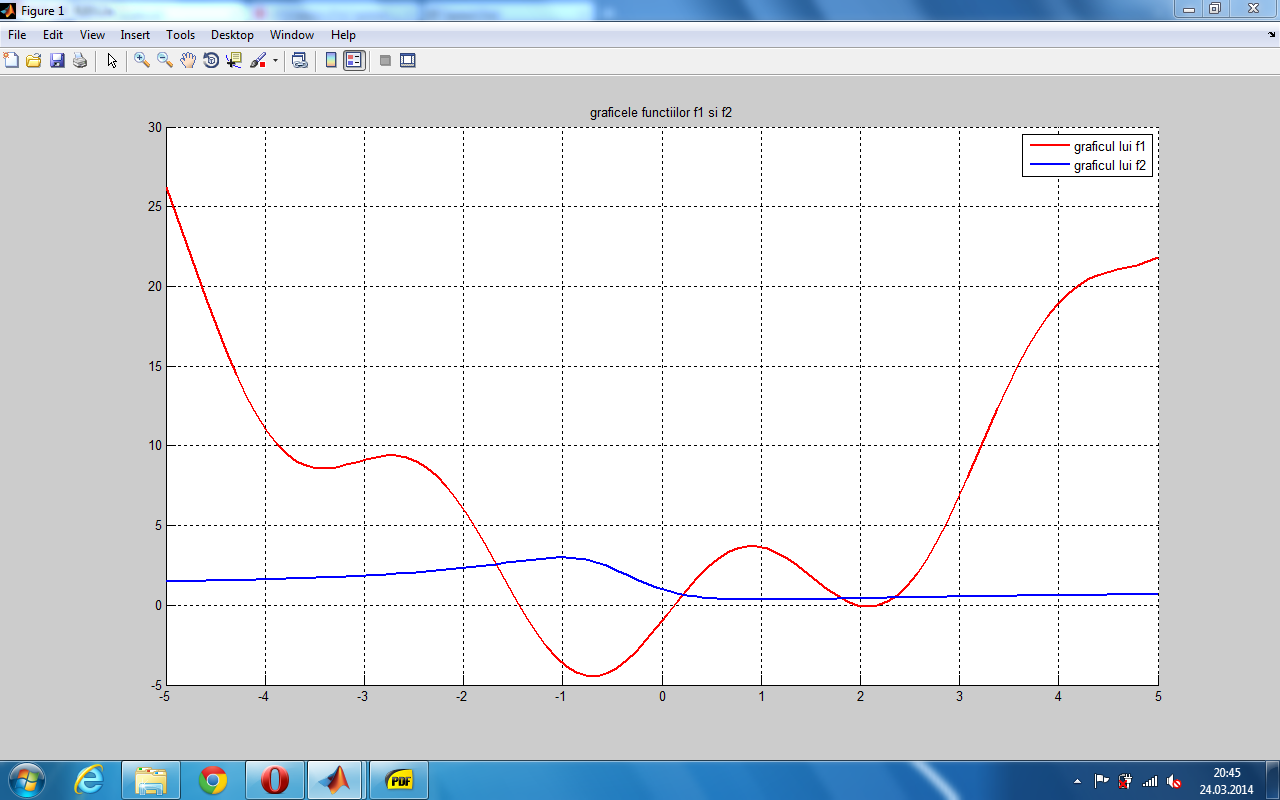 Figure 1
File Edit View Insert Tools Desktop Window Help
graficele functiilor f1 si f2
30
25
20
15
10
5
0
-5
-5 -4 -3 -2 -1 0 1 2 3 4 5
graficul lui f1
graficul lui f2
PDF
20:45
24.03.2014